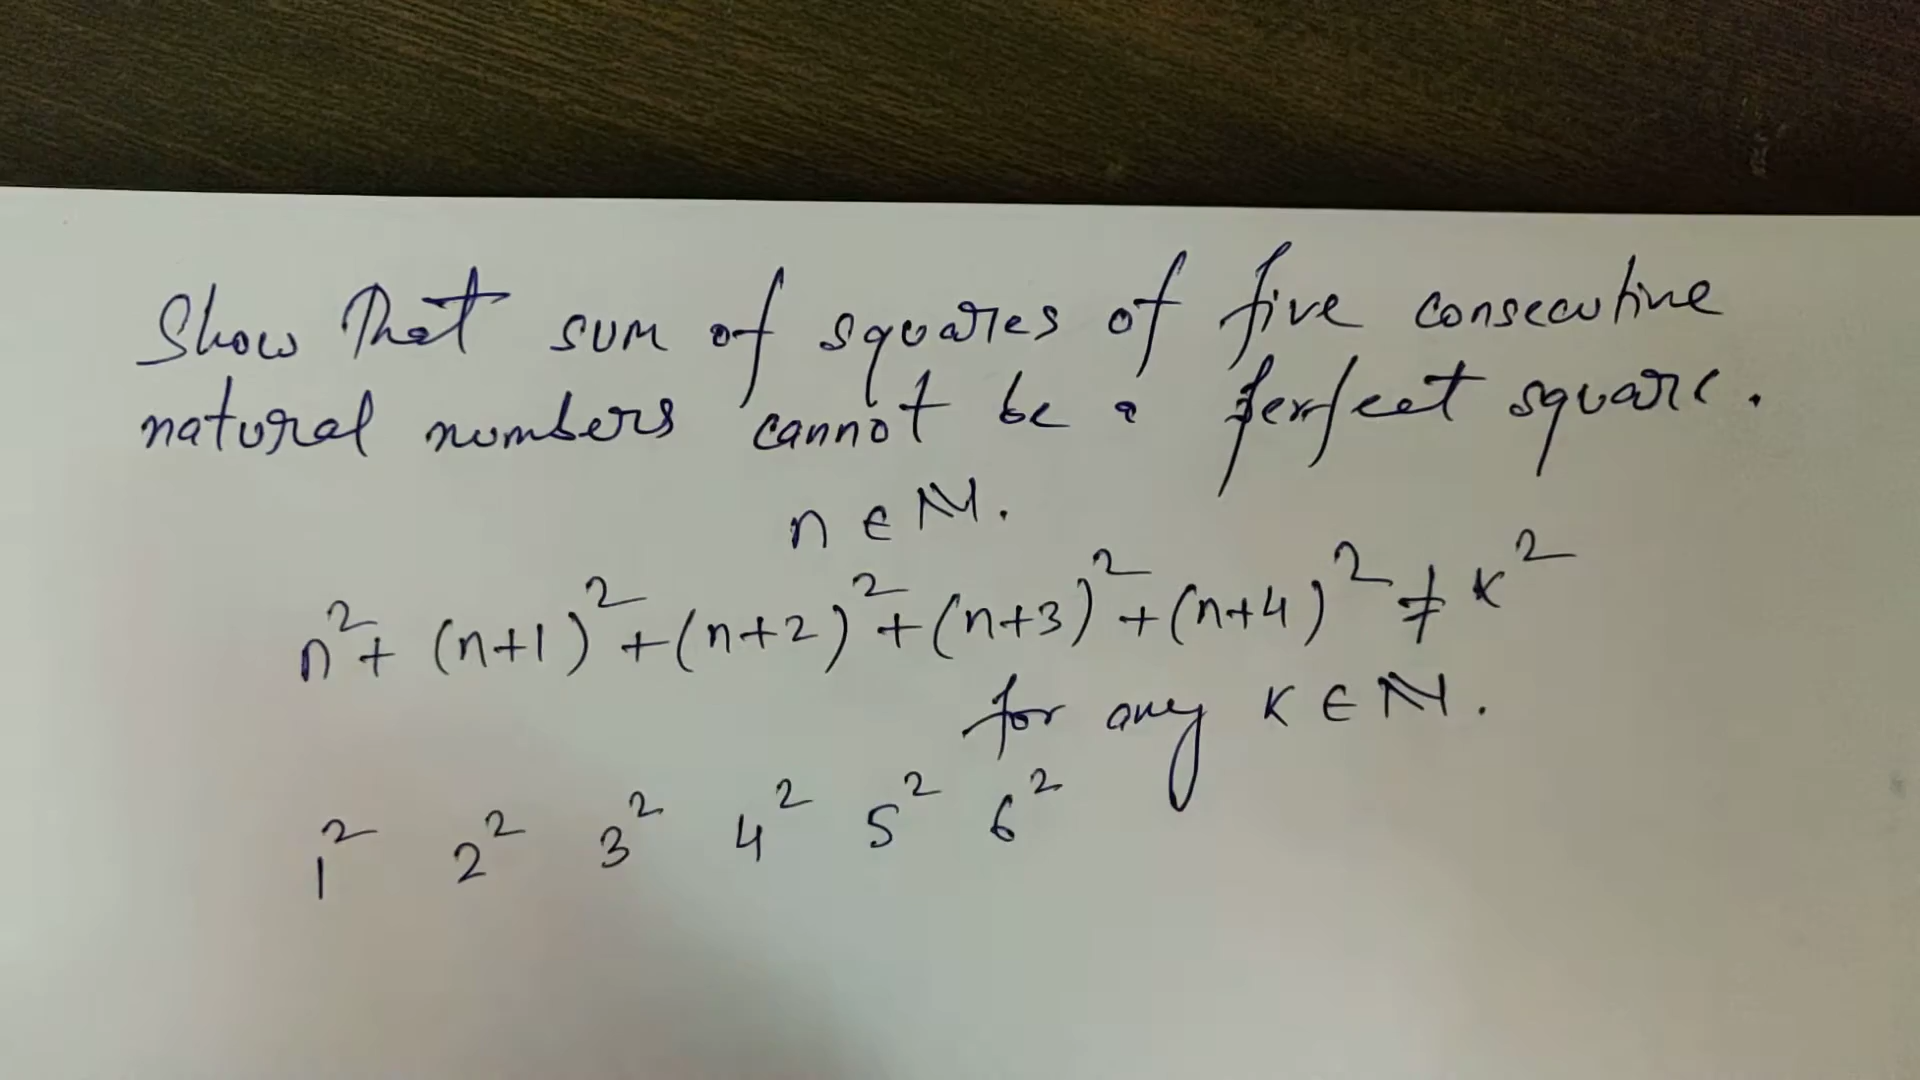 Show that sum of squares of five consecutive
natural numbers cannot be a perfect square.
n ∈ ℕ.
n² + (n+1)² + (n+2)² + (n+3)² + (n+4)² ≠ k²
for any k ∈ ℕ.
1² 2² 3² 4² 5² 6²